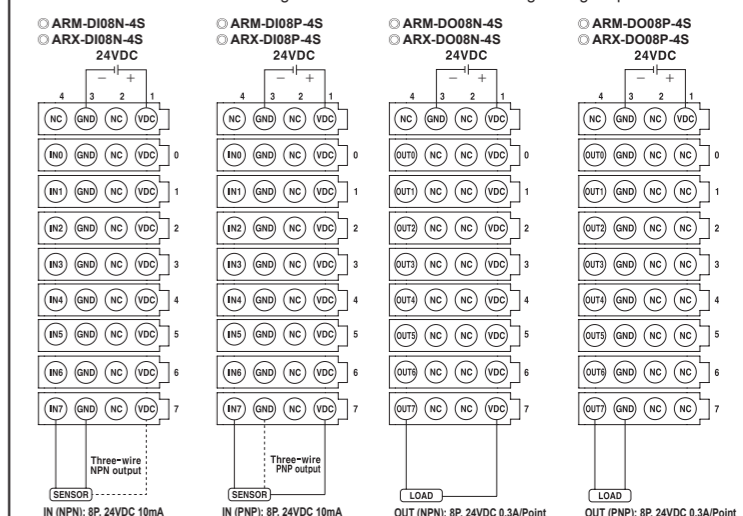 ◎ ARM-DI08N-4S
◎ ARX-DI08N-4S
24VDC
− +
4 3 2 1
NC GND NC VDC
IN0 GND NC VDC 0
IN1 GND NC VDC 1
IN2 GND NC VDC 2
IN3 GND NC VDC 3
IN4 GND NC VDC 4
IN5 GND NC VDC 5
IN6 GND NC VDC 6
IN7 GND NC VDC 7
Three-wire
NPN output
SENSOR
IN (NPN): 8P, 24VDC 10mA
◎ ARM-DI08P-4S
◎ ARX-DI08P-4S
24VDC
− +
4 3 2 1
NC GND NC VDC
IN0 GND NC VDC 0
IN1 GND NC VDC 1
IN2 GND NC VDC 2
IN3 GND NC VDC 3
IN4 GND NC VDC 4
IN5 GND NC VDC 5
IN6 GND NC VDC 6
IN7 GND NC VDC 7
Three-wire
PNP output
SENSOR
IN (PNP): 8P, 24VDC 10mA
◎ ARM-DO08N-4S
◎ ARX-DO08N-4S
24VDC
− +
4 3 2 1
NC GND NC VDC
OUT0 NC NC VDC 0
OUT1 NC NC VDC 1
OUT2 NC NC VDC 2
OUT3 NC NC VDC 3
OUT4 NC NC VDC 4
OUT5 NC NC VDC 5
OUT6 NC NC VDC 6
OUT7 NC NC VDC 7
LOAD
OUT (NPN): 8P, 24VDC 0.3A/Point
◎ ARM-DO08P-4S
◎ ARX-DO08P-4S
24VDC
− +
4 3 2 1
NC GND NC VDC
OUT0 GND NC NC 0
OUT1 GND NC NC 1
OUT2 GND NC NC 2
OUT3 GND NC NC 3
OUT4 GND NC NC 4
OUT5 GND NC NC 5
OUT6 GND NC NC 6
OUT7 GND NC NC 7
LOAD
OUT (PNP): 8P, 24VDC 0.3A/Point